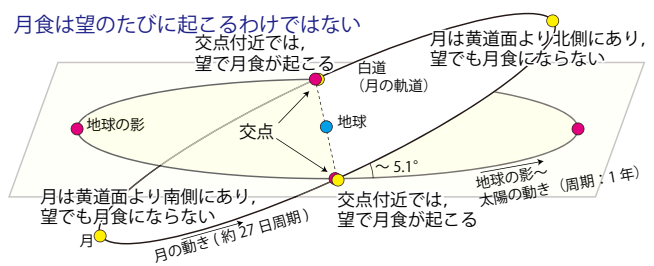 月食は望のたびに起こるわけではない
交点付近では，
望で月食が起こる
白道
（月の軌道）
月は黄道面より北側にあり，
望でも月食にならない
地球の影
交点
地球
～ 5.1°
地球の影～
太陽の動き（周期：1 年）
月は黄道面より南側にあり，
望でも月食にならない
交点付近では，
望で月食が起こる
月
月の動き ( 約 27 日周期 )